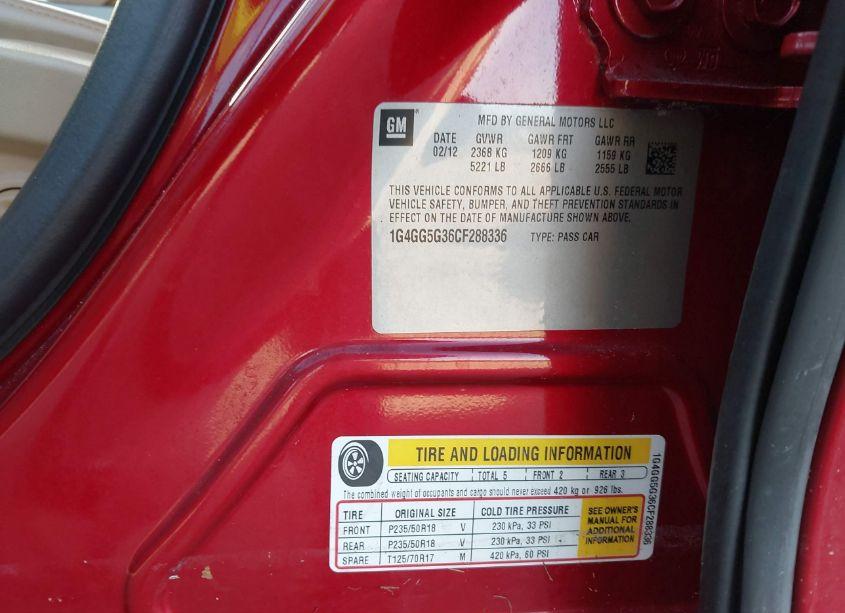 GM
MFD BY GENERAL MOTORS LLC
DATE GVWR GAWR FRT GAWR RR
02/12 2368 KG 1209 KG 1159 KG
5221 LB 2666 LB 2555 LB
THIS VEHICLE CONFORMS TO ALL APPLICABLE U.S. FEDERAL MOTOR
VEHICLE SAFETY, BUMPER, AND THEFT PREVENTION STANDARDS IN
EFFECT ON THE DATE OF MANUFACTURE SHOWN ABOVE.
1G4GG5G36CF288336 TYPE: PASS CAR
TIRE AND LOADING INFORMATION
SEATING CAPACITY TOTAL 5 FRONT 2 REAR 3
The combined weight of occupants and cargo should never exceed 420 kg or 926 lbs.
TIRE ORIGINAL SIZE COLD TIRE PRESSURE
FRONT P235/50R18 V 230 kPa, 33 PSI
REAR P235/50R18 V 230 kPa, 33 PSI
SPARE T125/70R17 M 420 kPa, 60 PSI
SEE OWNER'S
MANUAL FOR
ADDITIONAL
INFORMATION
1G4GG5G36CF288336